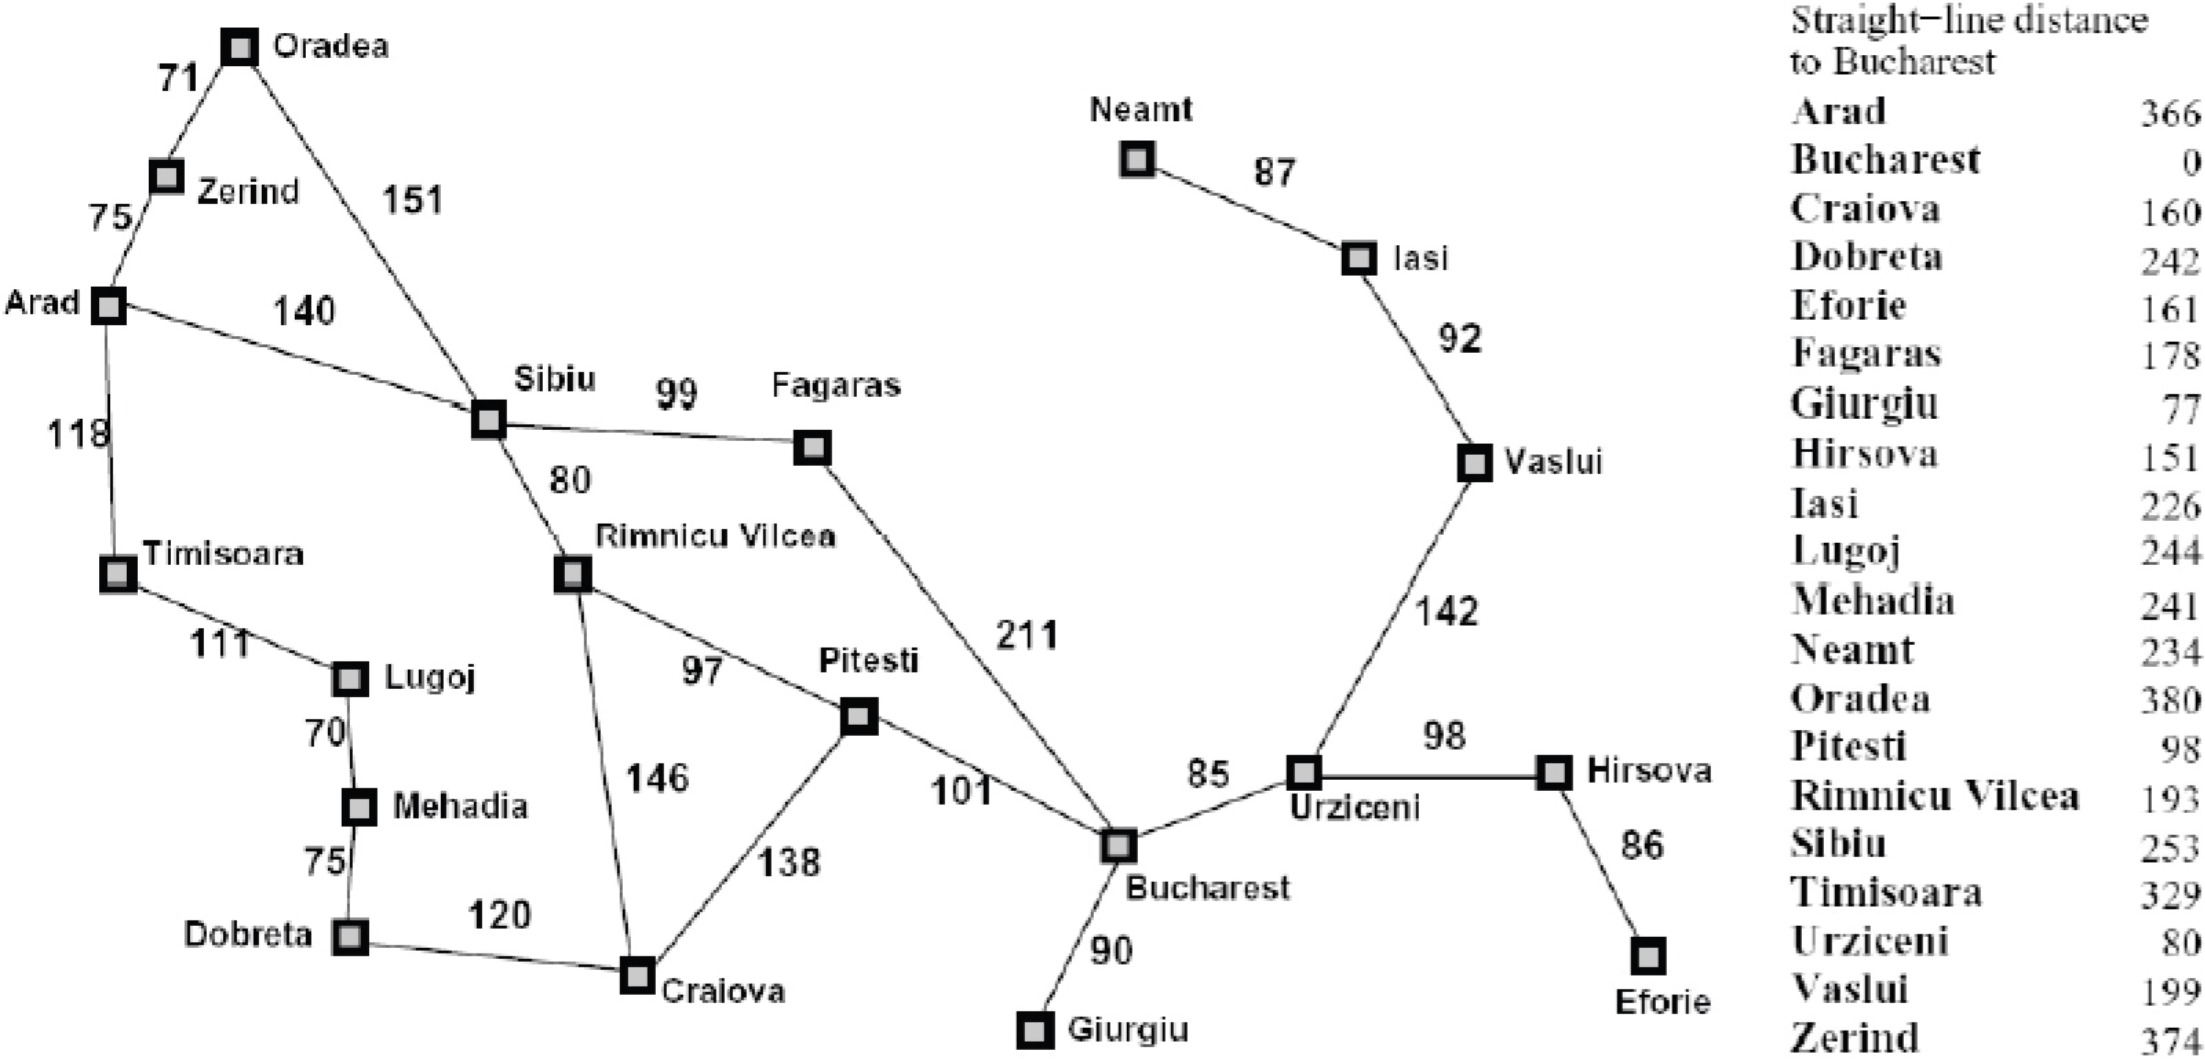 Oradea
71
Zerind
151
75
Arad
140
118
Sibiu
99
Fagaras
80
Rimnicu Vilcea
Timisoara
111
Lugoj
70
97
Pitesti
211
Mehadia
146
101
75
138
Dobreta
120
Craiova
Bucharest
90
Giurgiu
Neamt
87
Iasi
92
Vaslui
142
85
98
Urziceni
Hirsova
86
Eforie
Straight-line distance
to Bucharest
Arad 366
Bucharest 0
Craiova 160
Dobreta 242
Eforie 161
Fagaras 178
Giurgiu 77
Hirsova 151
Iasi 226
Lugoj 244
Mehadia 241
Neamt 234
Oradea 380
Pitesti 98
Rimnicu Vilcea 193
Sibiu 253
Timisoara 329
Urziceni 80
Vaslui 199
Zerind 374